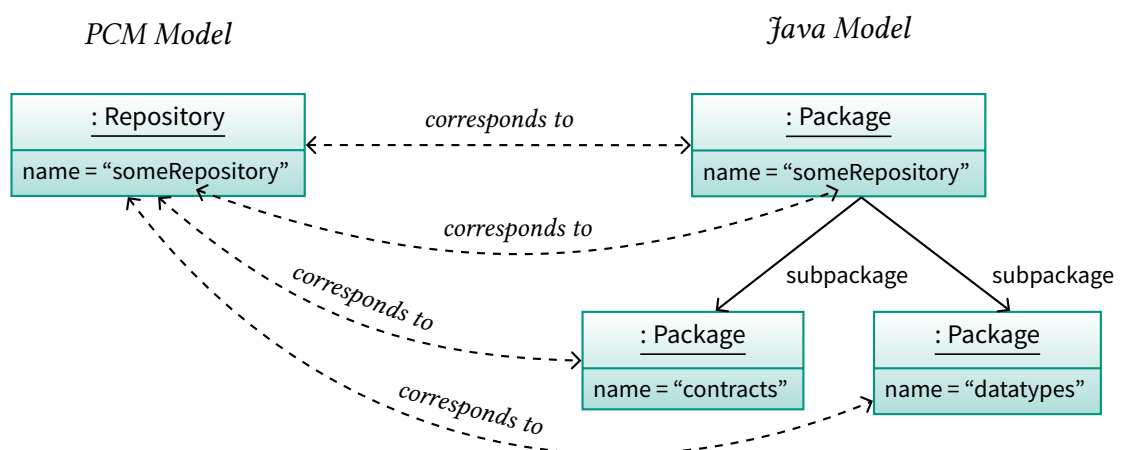 PCM Model
Java Model
: Repository
name = “someRepository”
corresponds to
: Package
name = “someRepository”
corresponds to
corresponds to
corresponds to
subpackage
subpackage
: Package
name = “contracts”
: Package
name = “datatypes”